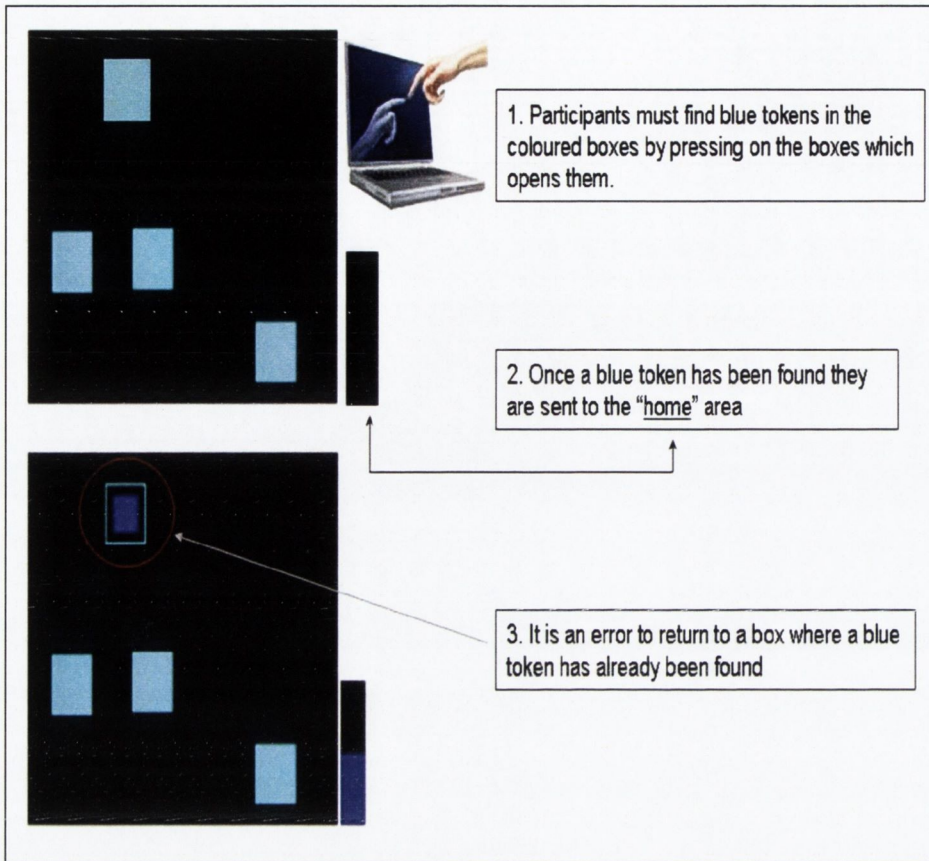 1. Participants must find blue tokens in the
coloured boxes by pressing on the boxes which
opens them.
2. Once a blue token has been found they
are sent to the “home” area
3. It is an error to return to a box where a blue
token has already been found